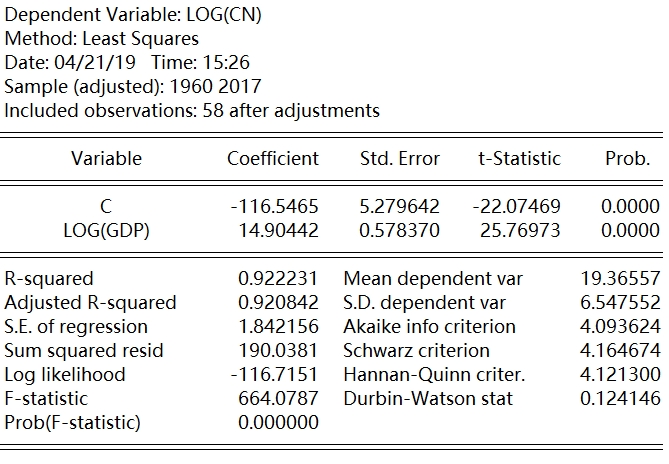 Dependent Variable: LOG(CN)
Method: Least Squares
Date: 04/21/19 Time: 15:26
Sample (adjusted): 1960 2017
Included observations: 58 after adjustments
Variable Coefficient Std. Error t-Statistic Prob.
C -116.5465 5.279642 -22.07469 0.0000
LOG(GDP) 14.90442 0.578370 25.76973 0.0000
R-squared 0.922231 Mean dependent var 19.36557
Adjusted R-squared 0.920842 S.D. dependent var 6.547552
S.E. of regression 1.842156 Akaike info criterion 4.093624
Sum squared resid 190.0381 Schwarz criterion 4.164674
Log likelihood -116.7151 Hannan-Quinn criter. 4.121300
F-statistic 664.0787 Durbin-Watson stat 0.124146
Prob(F-statistic) 0.000000